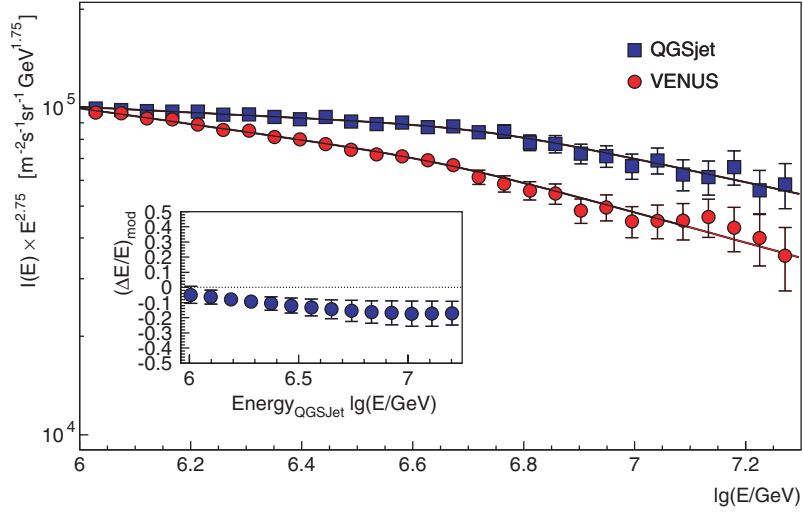 I(E) × E^2.75 [m^-2s^-1sr^-1 GeV^1.75]
QGSjet
VENUS
10^5
10^4
(ΔE/E)_mod
0.5
0.4
0.3
0.2
0.1
0
-0.1
-0.2
-0.3
-0.4
-0.5
6 6.5 7
Energy_QGSJet lg(E/GeV)
6 6.2 6.4 6.6 6.8 7 7.2
lg(E/GeV)